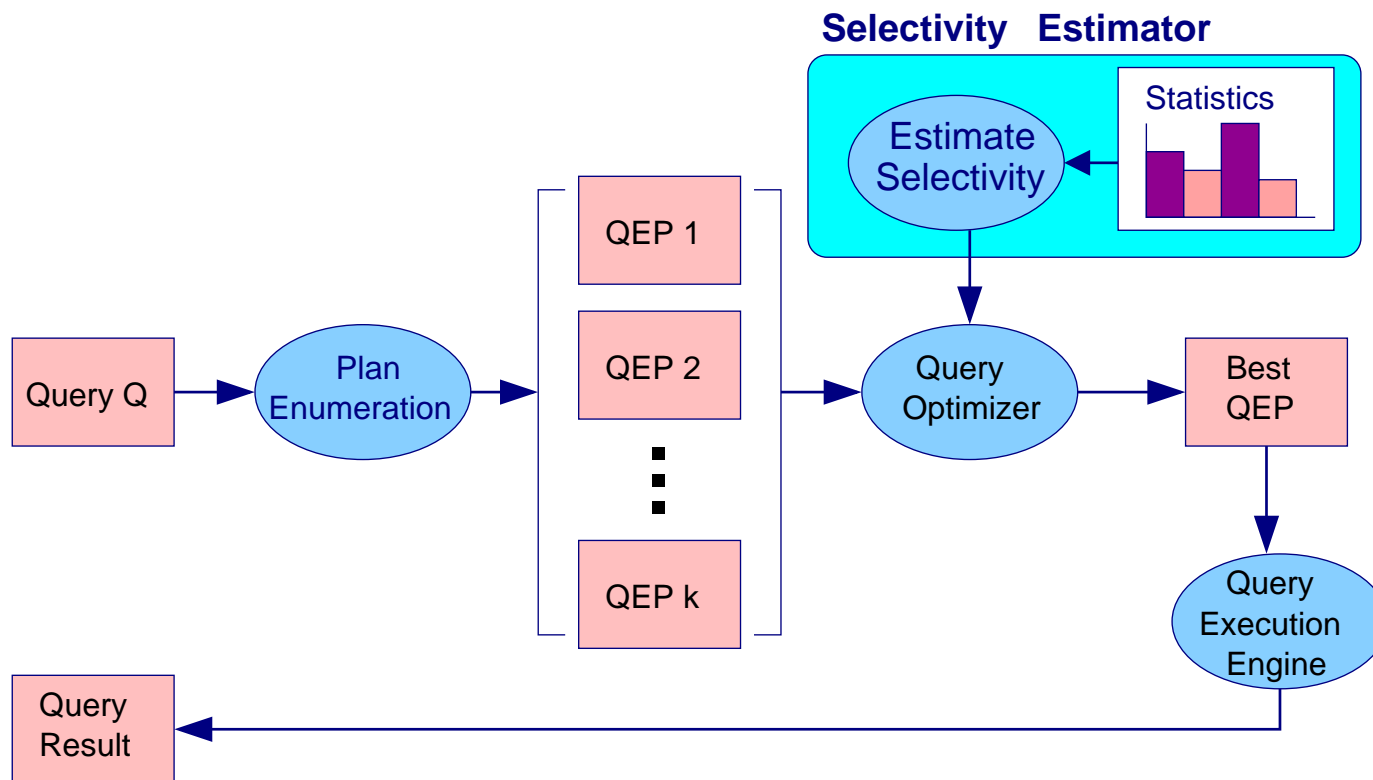 Selectivity Estimator
Statistics
Estimate
Selectivity
QEP 1
Query Q
Plan
Enumeration
QEP 2
Query
Optimizer
Best
QEP
QEP k
Query
Execution
Engine
Query
Result